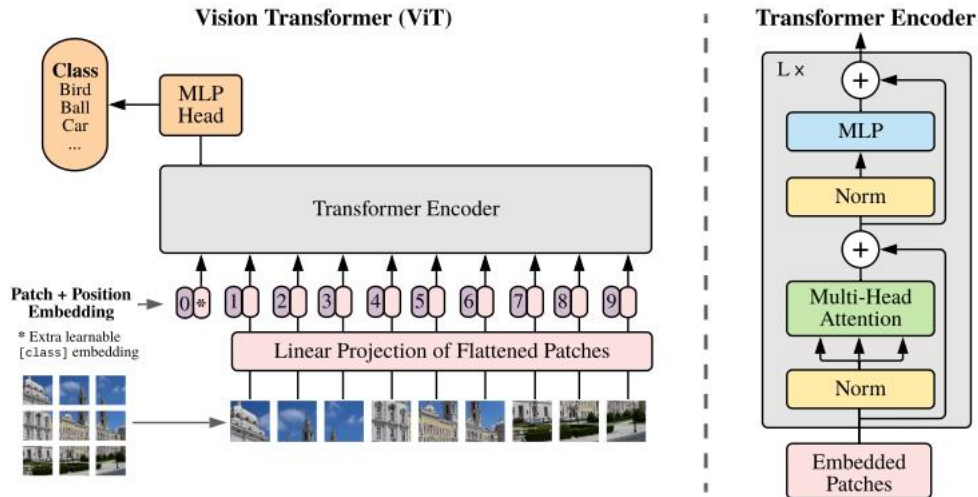 Vision Transformer (ViT)
Class
Bird
Ball
Car
...
MLP
Head
Transformer Encoder
Patch + Position
Embedding
* Extra learnable
[class] embedding
0 * 1 2 3 4 5 6 7 8 9
Linear Projection of Flattened Patches
Transformer Encoder
L ×
+
MLP
Norm
+
Multi-Head
Attention
Norm
Embedded
Patches